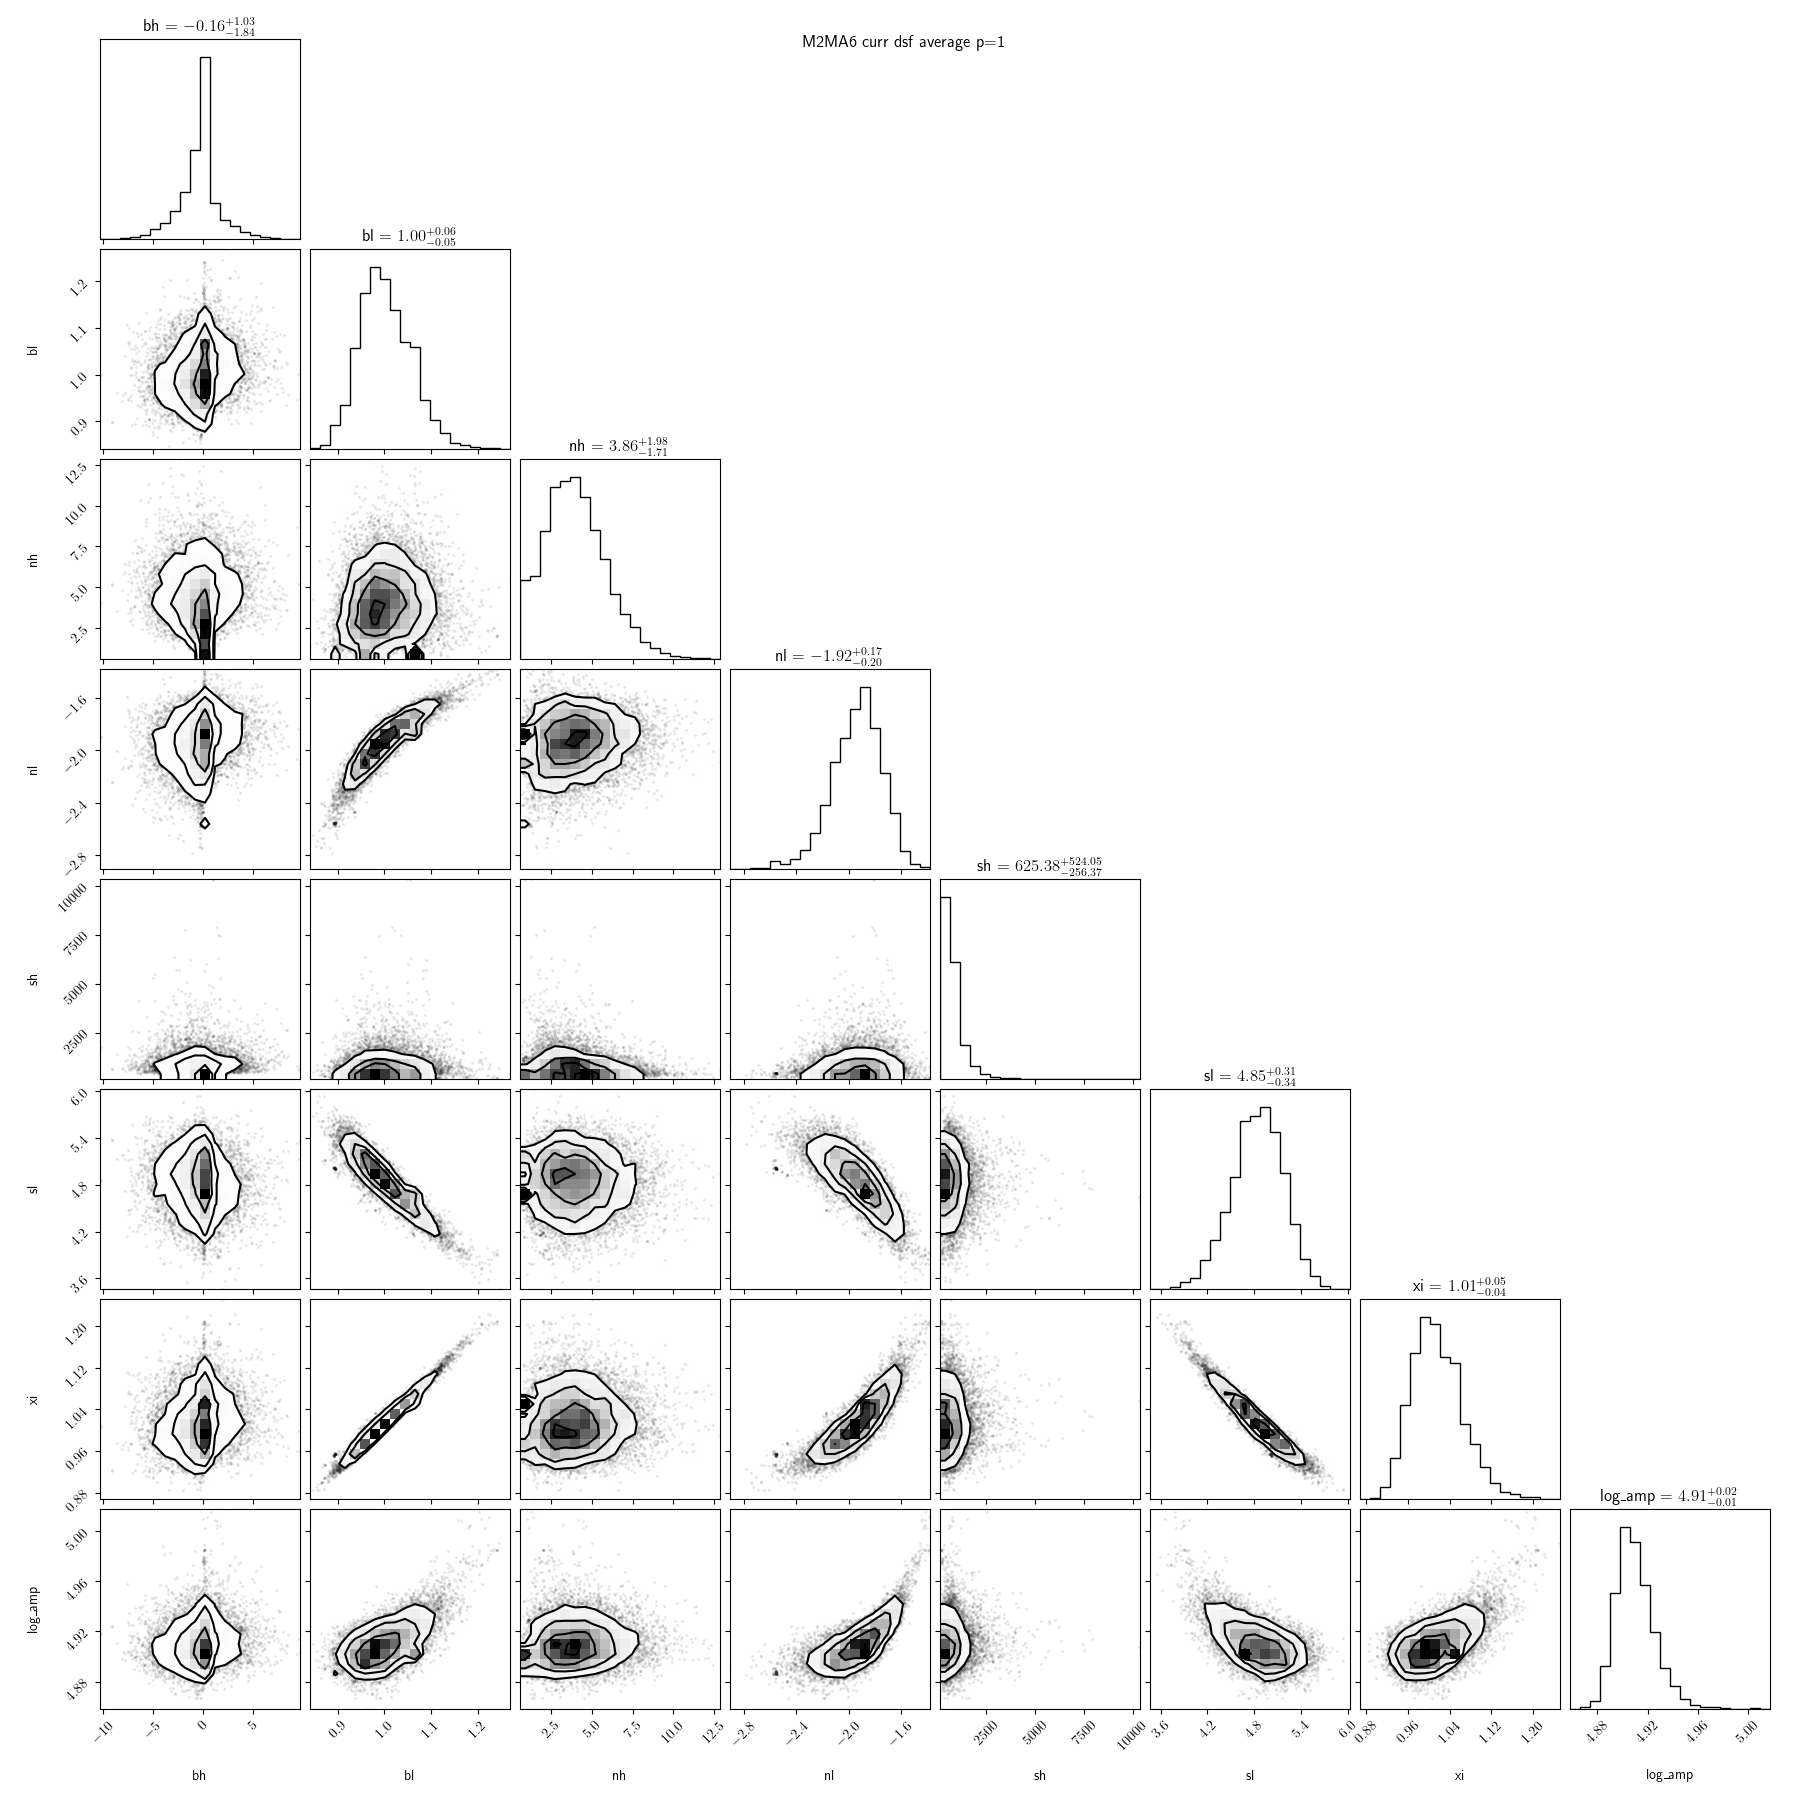 bh = −0.16+1.03−1.84
M2MA6 curr dsf average p=1
bl = 1.00+0.06−0.05
bl
1.2
1.1
1.0
0.9
nh = 3.86+1.98−1.71
nh
12.5
10.0
7.5
5.0
2.5
nl = −1.92+0.17−0.20
nl
−1.6
−2.0
−2.4
−2.8
sh = 625.38+524.05−256.37
sh
10000
7500
5000
2500
sl = 4.85+0.31−0.34
sl
6.0
5.4
4.8
4.2
3.6
xi = 1.01+0.05−0.04
xi
1.20
1.12
1.04
0.96
0.88
log_amp = 4.91+0.02−0.01
log_amp
5.00
4.96
4.92
4.88
−10 −5 0 5 0.9 1.0 1.1 1.2 2.5 5.0 7.5 10.0 12.5 −2.8 −2.4 −2.0 −1.6 2500 5000 7500 10000 3.6 4.2 4.8 5.4 6.0 0.88 0.96 1.04 1.12 1.20 4.88 4.92 4.96 5.00
bh bl nh nl sh sl xi log_amp